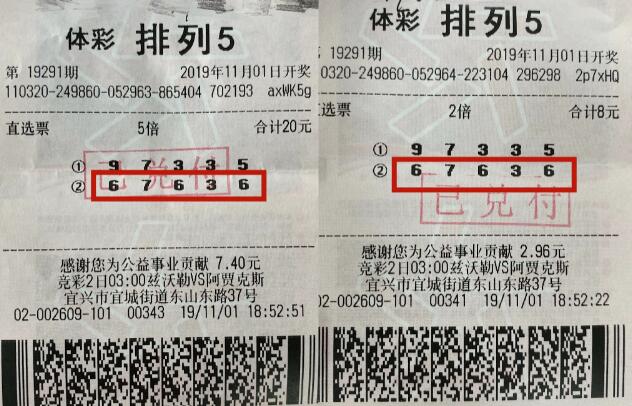 体彩 排列5
第 19291期 2019年11月01日开奖
110320-249860-052963-865404 702193 axWK5g
直选票 5倍 合计20元
① 9 7 3 3 5
② 6 7 6 3 6
已兑付
感谢您为公益事业贡献 7.40元
竞彩2日03:00兹沃勒VS阿贾克斯
宜兴市宜城街道东山东路37号
02-002609-101 00343 19/11/01 18:52:51
体彩 排列5
第 19291期 2019年11月01日开奖
110320-249860-052964-223104 296298 2p7xHQ
直选票 2倍 合计8元
① 9 7 3 3 5
② 6 7 6 3 6
已兑付
感谢您为公益事业贡献 2.96元
竞彩2日03:00兹沃勒VS阿贾克斯
宜兴市宜城街道东山东路37号
02-002609-101 00341 19/11/01 18:52:22